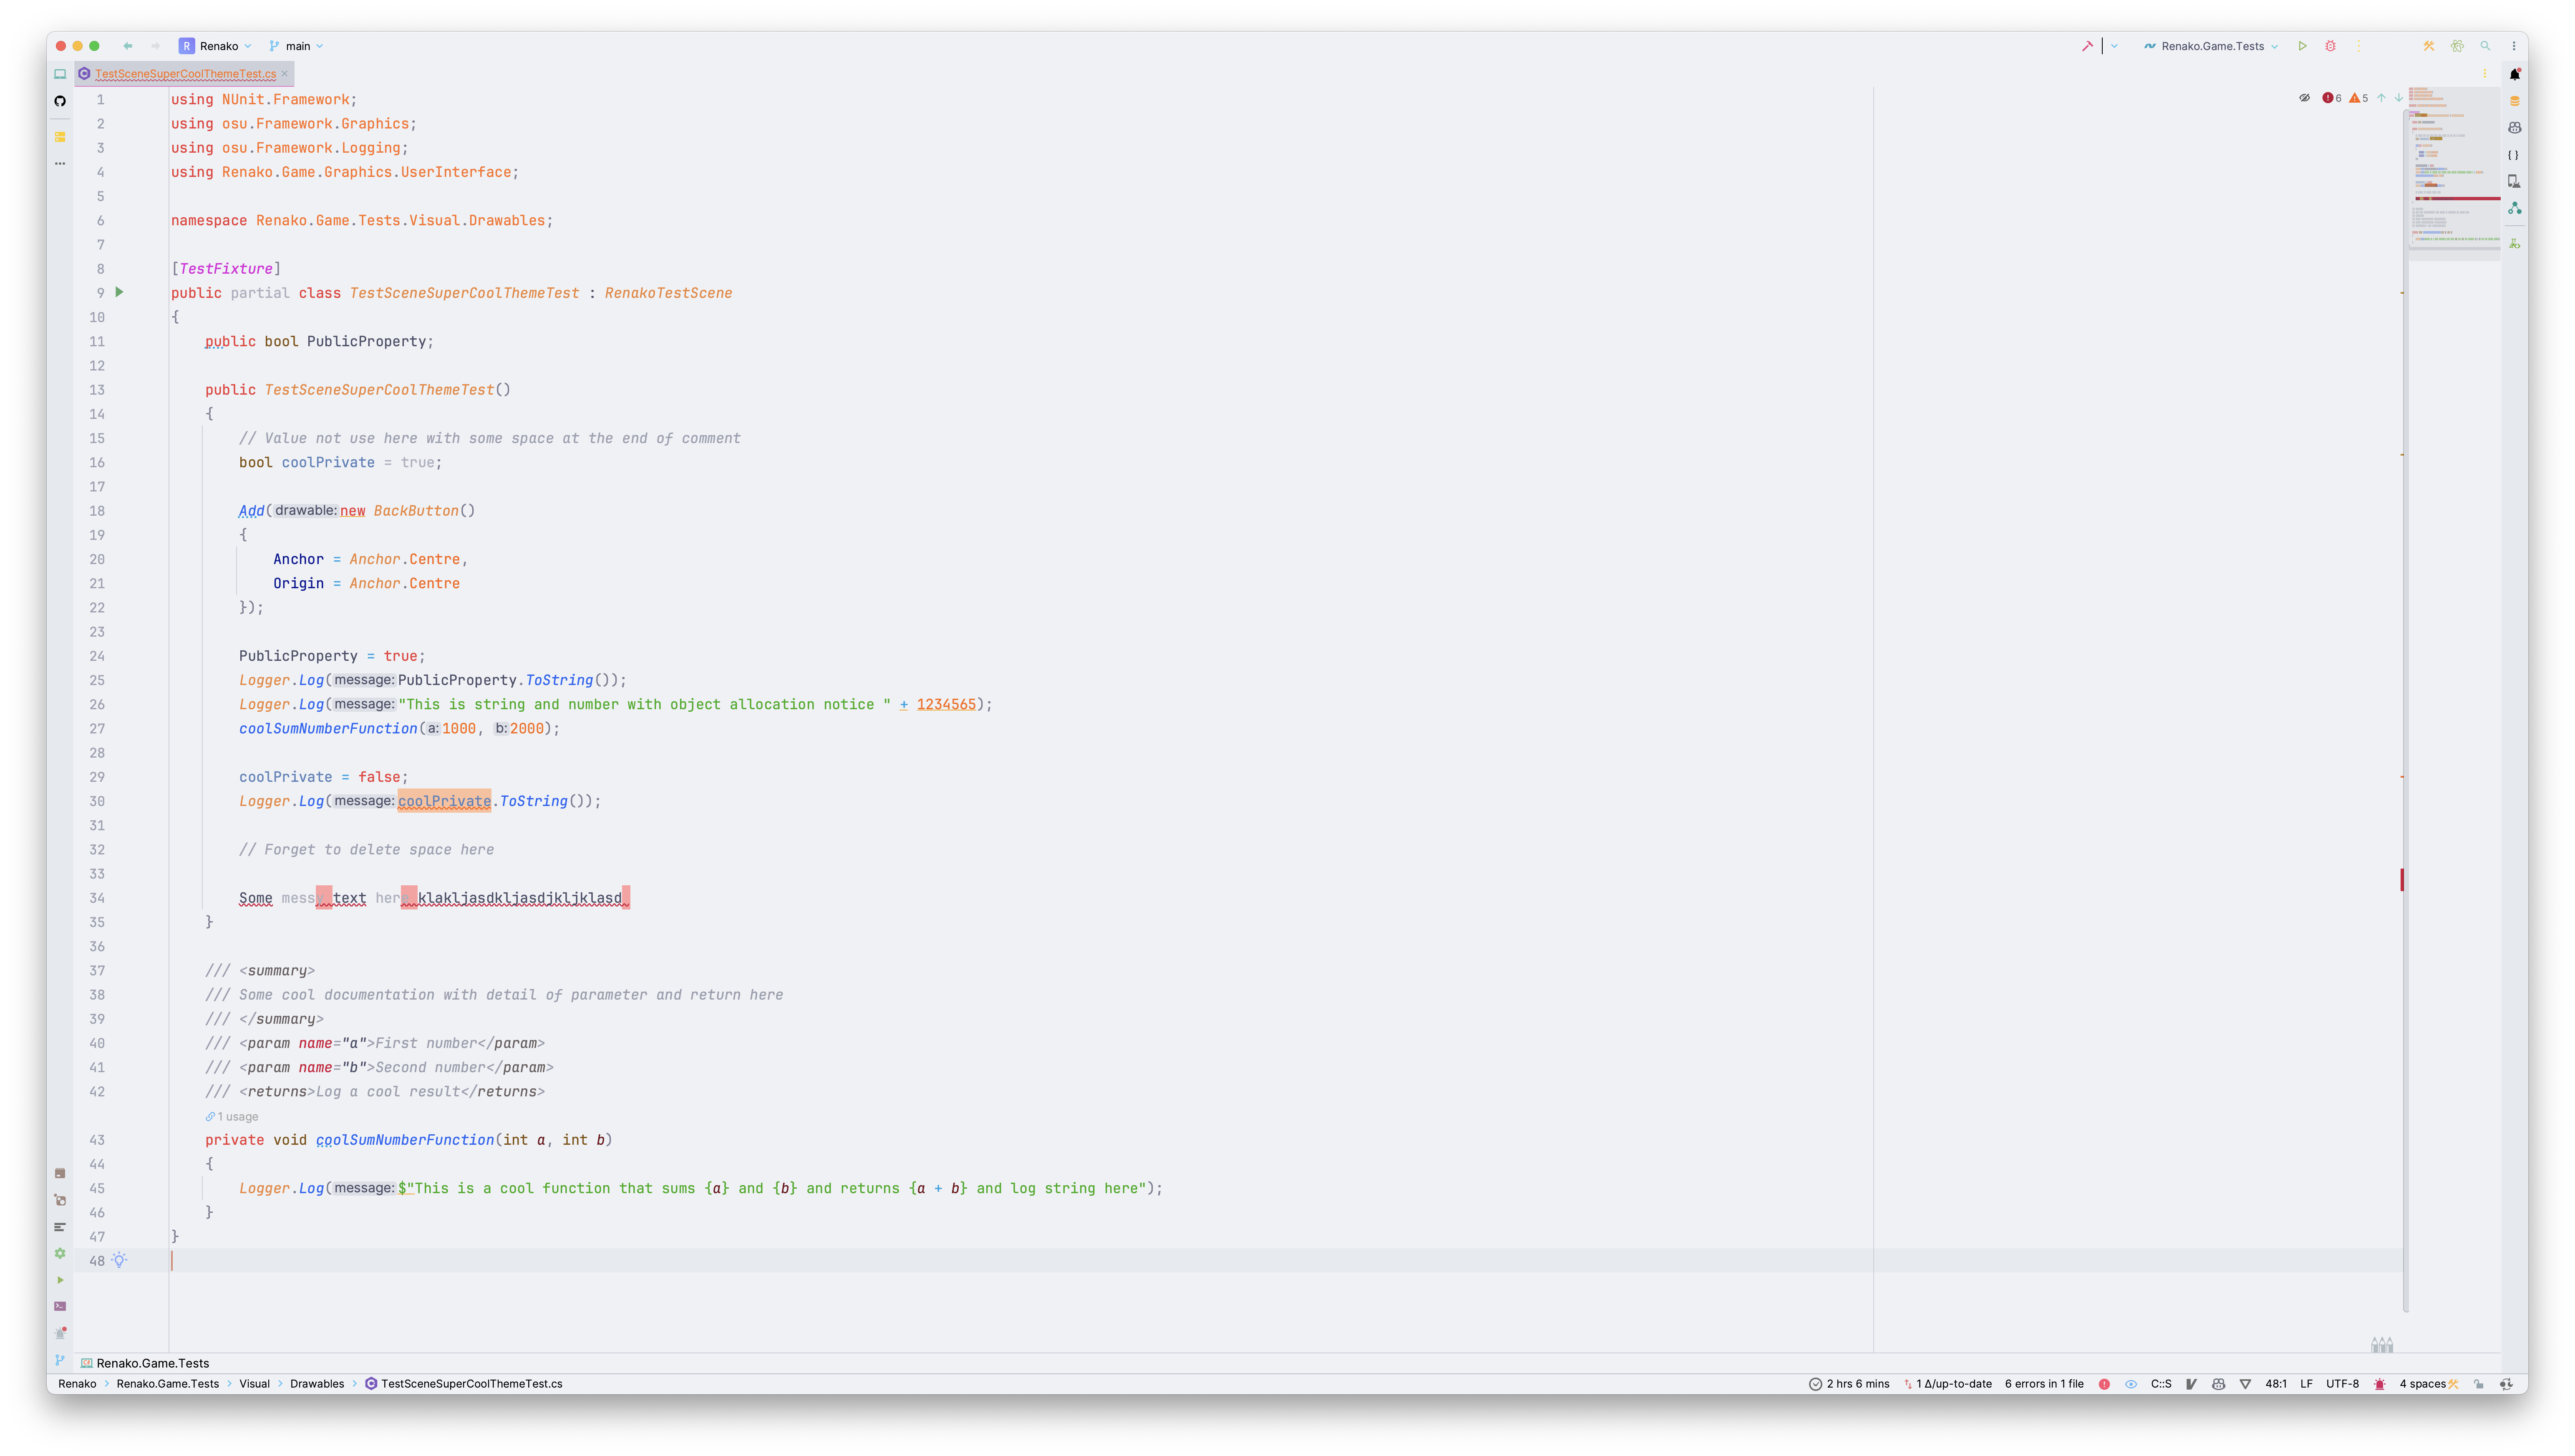 R Renako main Renako.Game.Tests
TestSceneSuperCoolThemeTest.cs
6 5
1 using NUnit.Framework;
2 using osu.Framework.Graphics;
3 using osu.Framework.Logging;
4 using Renako.Game.Graphics.UserInterface;
5
6 namespace Renako.Game.Tests.Visual.Drawables;
7
8 [TestFixture]
9 public partial class TestSceneSuperCoolThemeTest : RenakoTestScene
10 {
11 public bool PublicProperty;
12
13 public TestSceneSuperCoolThemeTest()
14 {
15 // Value not use here with some space at the end of comment
16 bool coolPrivate = true;
17
18 Add(drawable: new BackButton()
19 {
20 Anchor = Anchor.Centre,
21 Origin = Anchor.Centre
22 });
23
24 PublicProperty = true;
25 Logger.Log(message: PublicProperty.ToString());
26 Logger.Log(message: "This is string and number with object allocation notice " + 1234565);
27 coolSumNumberFunction(a: 1000, b: 2000);
28
29 coolPrivate = false;
30 Logger.Log(message: coolPrivate.ToString());
31
32 // Forget to delete space here
33
34 Some text klakljasdkljasdjkljklasd
35 }
36
37 /// <summary>
38 /// Some cool documentation with detail of parameter and return here
39 /// </summary>
40 /// <param name="a">First number</param>
41 /// <param name="b">Second number</param>
42 /// <returns>Log a cool result</returns>
1 usage
43 private void coolSumNumberFunction(int a, int b)
44 {
45 Logger.Log(message: $"This is a cool function that sums {a} and {b} and returns {a + b} and log string here");
46 }
47 }
48
Renako.Game.Tests
Renako > Renako.Game.Tests > Visual > Drawables > TestSceneSuperCoolThemeTest.cs 2 hrs 6 mins 1 Δ/up-to-date 6 errors in 1 file C::S 48:1 LF UTF-8 4 spaces